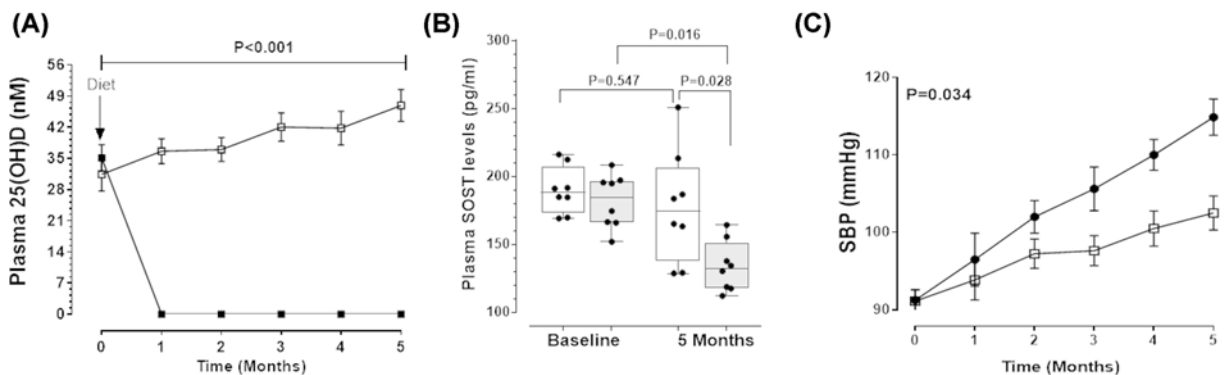 (A)
P<0.001
Plasma 25(OH)D (nM)
56
49
42
35
28
21
14
7
0
Diet
0 1 2 3 4 5
Time (Months)
(B)
Plasma SOST levels (pg/ml)
300
250
200
150
100
P=0.016
P=0.547
P=0.028
Baseline
5 Months
(C)
SBP (mmHg)
120
110
100
90
P=0.034
0 1 2 3 4 5
Time (Months)